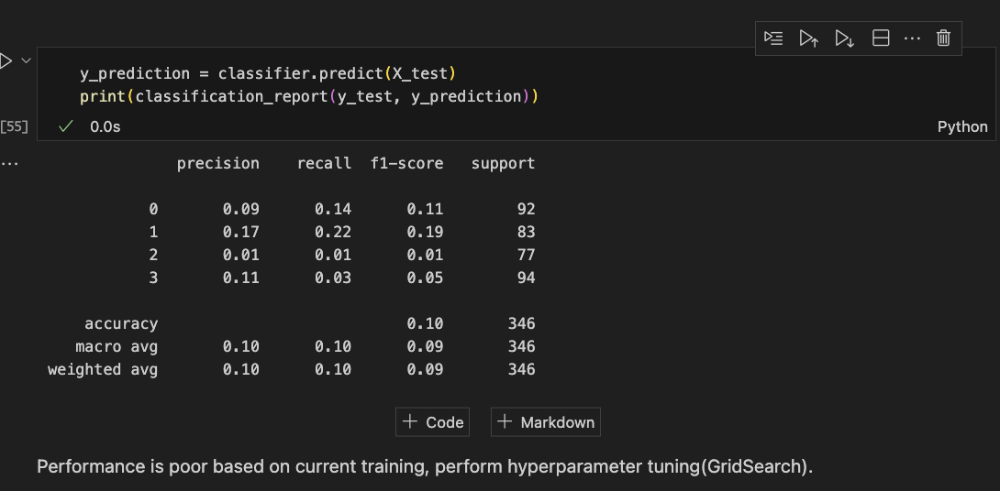 y_prediction = classifier.predict(X_test)
print(classification_report(y_test, y_prediction))
[55] 0.0s Python
... precision recall f1-score support
0 0.09 0.14 0.11 92
1 0.17 0.22 0.19 83
2 0.01 0.01 0.01 77
3 0.11 0.03 0.05 94
accuracy 0.10 346
macro avg 0.10 0.10 0.09 346
weighted avg 0.10 0.10 0.09 346
+ Code + Markdown
Performance is poor based on current training, perform hyperparameter tuning(GridSearch).